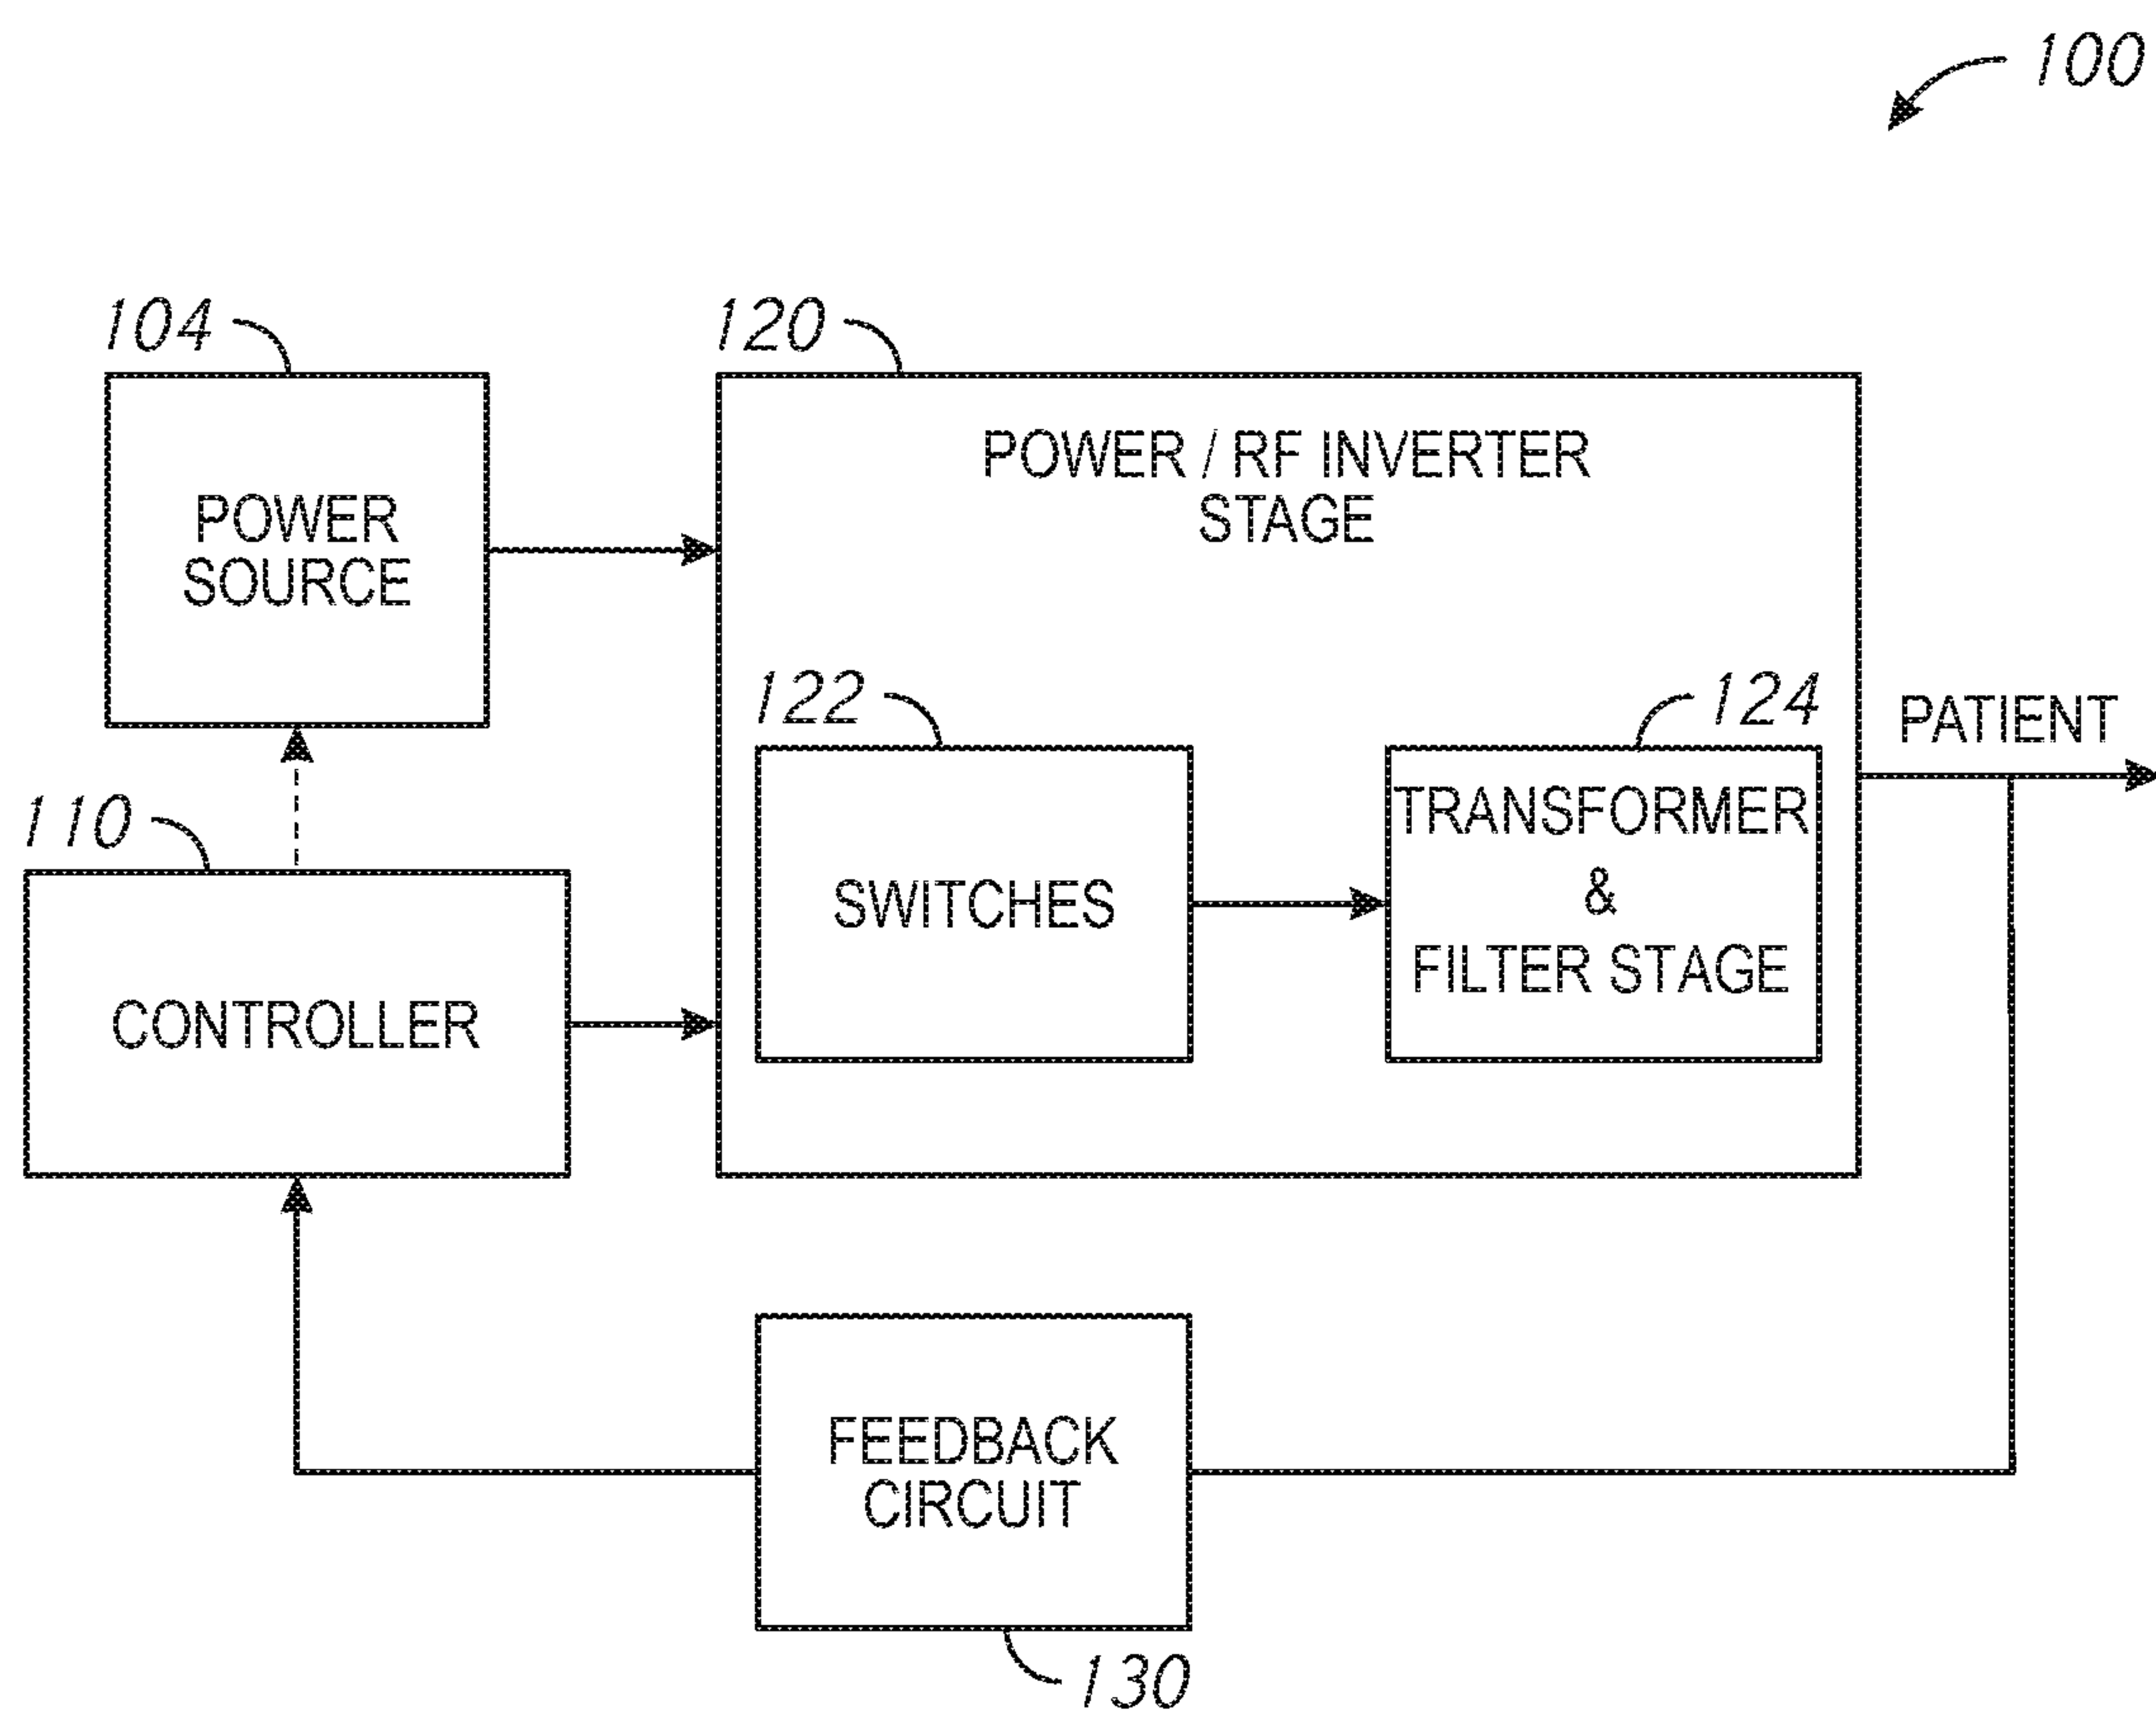 100
104
120
POWER / RF INVERTER
STAGE
POWER
SOURCE
122
124
PATIENT
TRANSFORMER
&
FILTER STAGE
110
SWITCHES
CONTROLLER
FEEDBACK
CIRCUIT
130